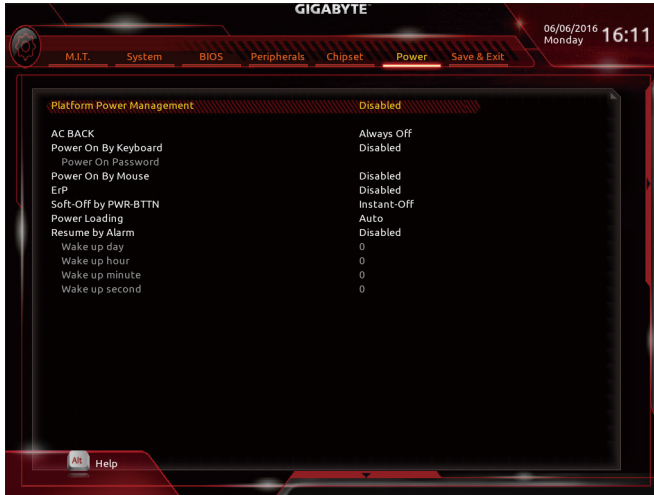 GIGABYTE™
06/06/2016 16:11
Monday
M.I.T. System BIOS Peripherals Chipset Power Save & Exit
Platform Power Management Disabled
AC BACK Always Off
Power On By Keyboard Disabled
Power On Password
Power On By Mouse Disabled
ErP Disabled
Soft-Off by PWR-BTTN Instant-Off
Power Loading Auto
Resume by Alarm Disabled
Wake up day 0
Wake up hour 0
Wake up minute 0
Wake up second 0
Alt Help